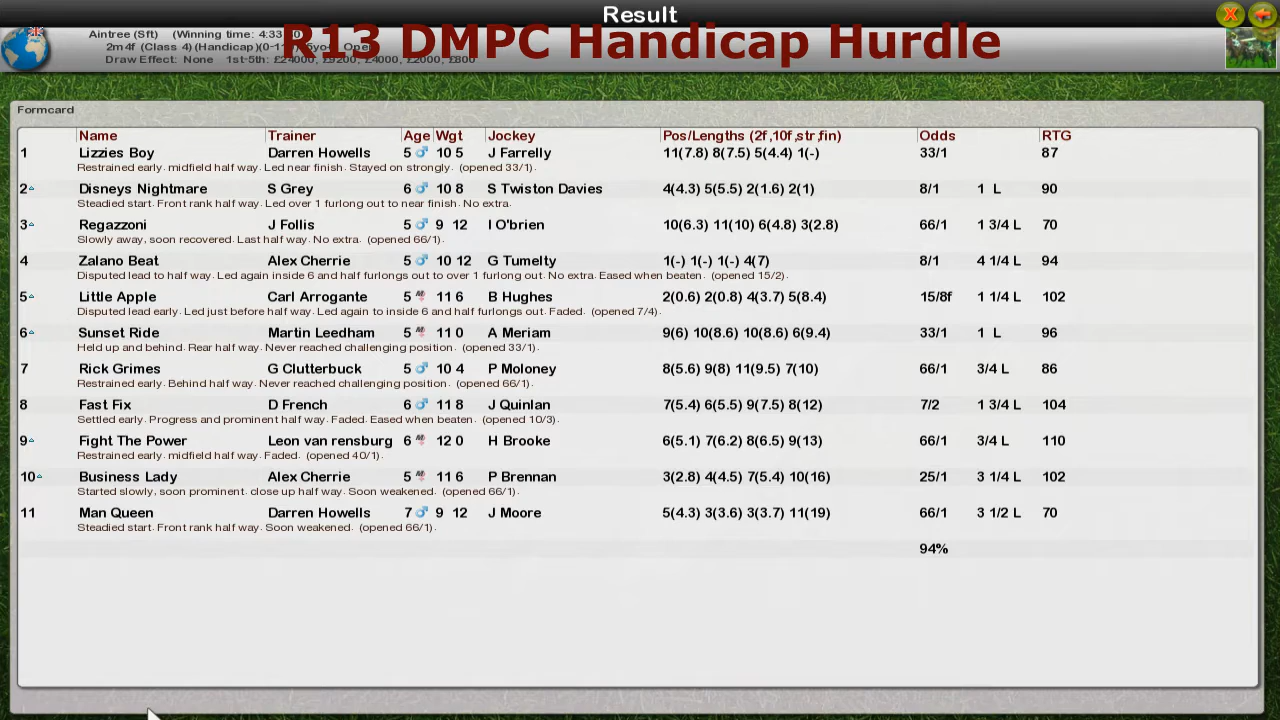 Result
R13 DMPC Handicap Hurdle
Aintree (Sft) (Winning time: 4:33
2m4f (Class 4) (Handicap)
Draw Effect: None 1st-5th: £24000, £9200, £4000, £2000, £800
Formcard
Name Trainer Age Wgt Jockey Pos/Lengths (2f,10f,str,fin) Odds RTG
1 Lizzies Boy Darren Howells 5 10 5 J Farrelly 11(7.8) 8(7.5) 5(4.4) 1(-) 33/1 87
Restrained early. midfield half way. Led near finish. Stayed on strongly. (opened 33/1).
2 Disneys Nightmare S Grey 6 10 8 S Twiston Davies 4(4.3) 5(5.5) 2(1.6) 2(1) 8/1 1 L 90
Steadied start. Front rank half way. Led over 1 furlong out to near finish. No extra.
3 Regazzoni J Follis 5 9 12 I O'brien 10(6.3) 11(10) 6(4.8) 3(2.8) 66/1 1 3/4 L 70
Slowly away, soon recovered. Last half way. No extra. (opened 66/1).
4 Zalano Beat Alex Cherrie 5 10 12 G Tumelty 1(-) 1(-) 1(-) 4(7) 8/1 4 1/4 L 94
Disputed lead to half way. Led again inside 6 and half furlongs out to over 1 furlong out. No extra. Eased when beaten. (opened 15/2).
5 Little Apple Carl Arrogante 5 11 6 B Hughes 2(0.6) 2(0.8) 4(3.7) 5(8.4) 15/8f 1 1/4 L 102
Disputed lead early. Led just before half way. Led again to inside 6 and half furlongs out. Faded. (opened 7/4).
6 Sunset Ride Martin Leedham 5 11 0 A Meriam 9(6) 10(8.6) 10(8.6) 6(9.4) 33/1 1 L 96
Held up and behind. Rear half way. Never reached challenging position. (opened 33/1).
7 Rick Grimes G Clutterbuck 5 10 4 P Moloney 8(5.6) 9(8) 11(9.5) 7(10) 66/1 3/4 L 86
Restrained early. Behind half way. Never reached challenging position. (opened 66/1).
8 Fast Fix D French 6 11 8 J Quinlan 7(5.4) 6(5.5) 9(7.5) 8(12) 7/2 1 3/4 L 104
Settled early. Progress and prominent half way. Faded. Eased when beaten. (opened 10/3).
9 Fight The Power Leon van rensburg 6 12 0 H Brooke 6(5.1) 7(6.2) 8(6.5) 9(13) 66/1 3/4 L 110
Restrained early. midfield half way. Faded. (opened 40/1).
10 Business Lady Alex Cherrie 5 11 6 P Brennan 3(2.8) 4(4.5) 7(5.4) 10(16) 25/1 3 1/4 L 102
Started slowly, soon prominent. close up half way. Soon weakened. (opened 66/1).
11 Man Queen Darren Howells 7 9 12 J Moore 5(4.3) 3(3.6) 3(3.7) 11(19) 66/1 3 1/2 L 70
Steadied start. Front rank half way. Soon weakened. (opened 66/1).
94%